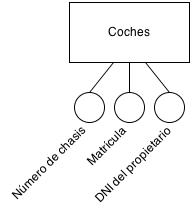 Coches
Número de chasis
Matrícula
DNI del propietario